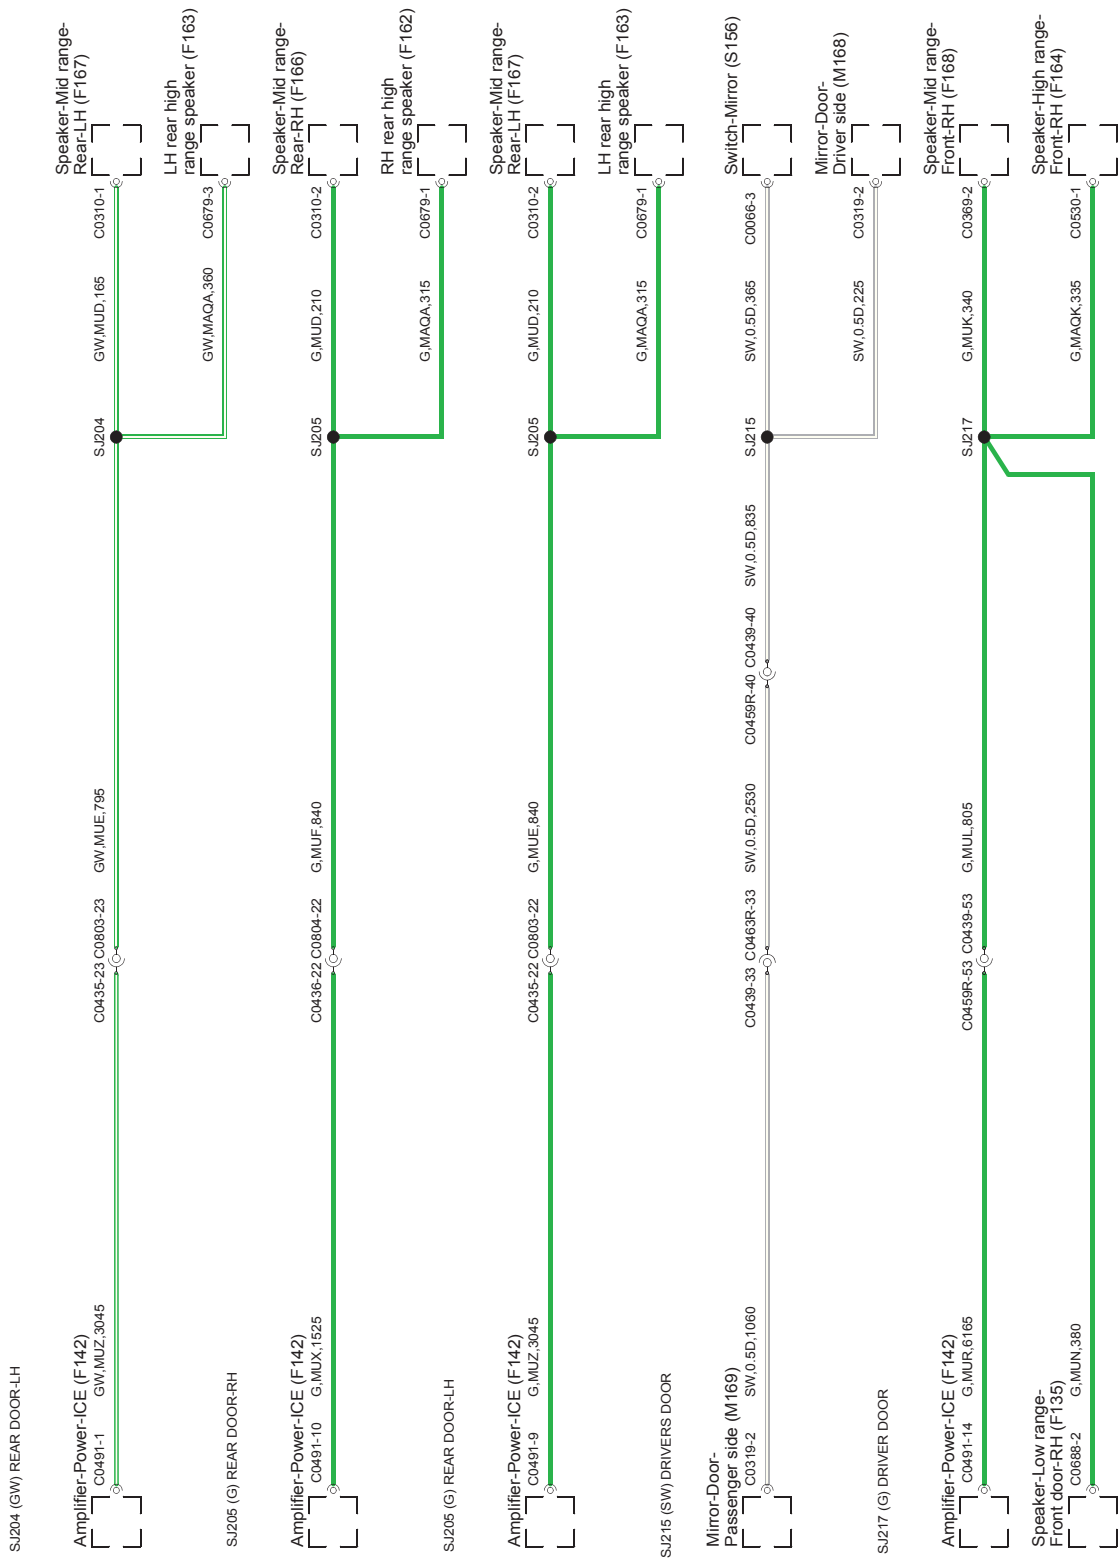 SJ204 (GW) REAR DOOR-LH
Amplifier-Power-ICE (F142)
C0491-1
GW,MUZ,3045
C0435-23
C0803-23
GW,MUE,795
SJ204
GW,MUD,165
C0310-1
Speaker-Mid range-
Rear-LH (F167)
GW,MAQA,360
C0679-3
LH rear high
range speaker (F163)
SJ205 (G) REAR DOOR-RH
Amplifier-Power-ICE (F142)
C0491-10
G,MUX,1525
C0436-22
C0804-22
G,MUF,840
SJ205
G,MUD,210
C0310-2
Speaker-Mid range-
Rear-RH (F166)
G,MAQA,315
C0679-1
RH rear high
range speaker (F162)
SJ205 (G) REAR DOOR-LH
Amplifier-Power-ICE (F142)
C0491-9
G,MUZ,3045
C0435-22
C0803-22
G,MUE,840
SJ205
G,MUD,210
C0310-2
Speaker-Mid range-
Rear-LH (F167)
G,MAQA,315
C0679-1
LH rear high
range speaker (F163)
SJ215 (SW) DRIVERS DOOR
Mirror-Door-
Passenger side (M169)
C0319-2
SW,0.5D,1060
C0439-33
C0463R-33
SW,0.5D,2530
C0459R-40
C0439-40
SW,0.5D,835
SJ215
SW,0.5D,365
C0066-3
Switch-Mirror (S156)
SW,0.5D,225
C0319-2
Mirror-Door-
Driver side (M168)
SJ217 (G) DRIVER DOOR
Amplifier-Power-ICE (F142)
C0491-14
G,MUR,6165
C0459R-53
C0439-53
G,MUL,805
SJ217
G,MUK,340
C0369-2
Speaker-Mid range-
Front-RH (F168)
Speaker-Low range-
Front door-RH (F135)
C0688-2
G,MUN,380
G,MAQK,335
C0530-1
Speaker-High range-
Front-RH (F164)